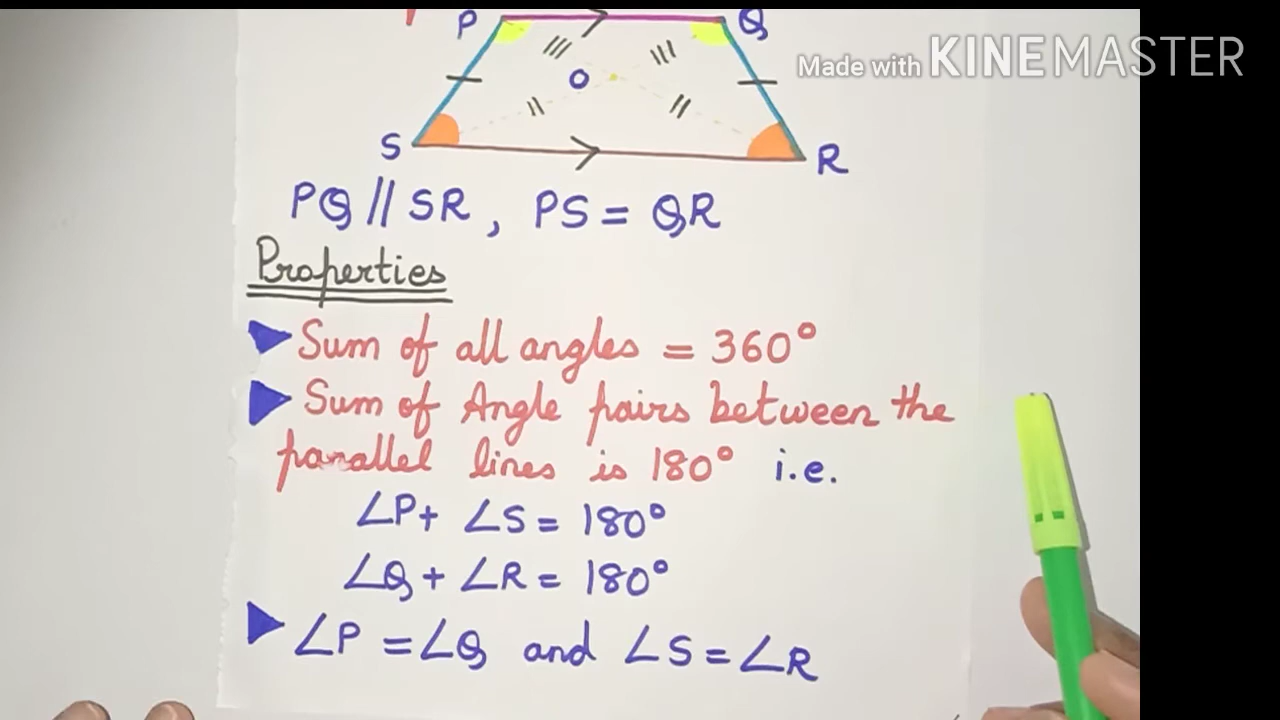 P Q
Made with KINEMASTER
O
S R
PQ // SR, PS = QR
Properties
Sum of all angles = 360°
Sum of Angle pairs between the
parallel lines is 180° i.e.
∠P+ ∠S = 180°
∠Q + ∠R = 180°
∠P = ∠Q and ∠S = ∠R